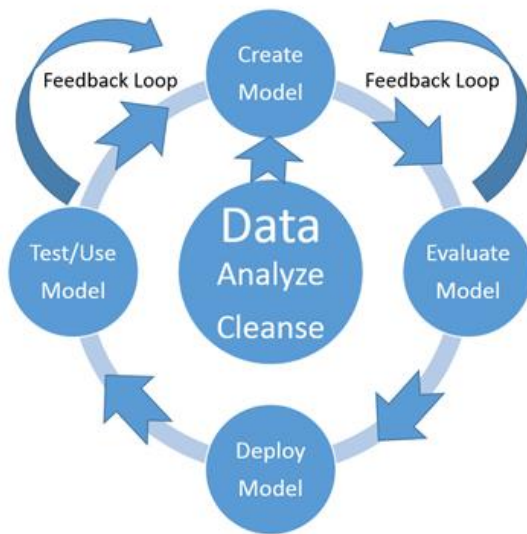 Create
Model
Feedback Loop
Feedback Loop
Data
Analyze
Cleanse
Test/Use
Model
Evaluate
Model
Deploy
Model